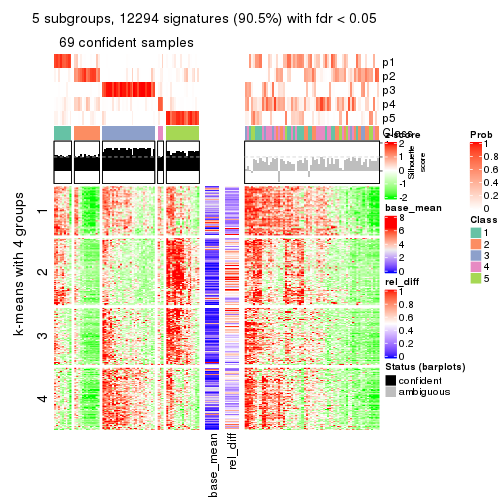 5 subgroups, 12294 signatures (90.5%) with fdr < 0.05
69 confident samples
p1
p2
p3
p4
p5
Class
Silhouette
score
k-means with 4 groups
1
2
3
4
base_mean
rel_diff
z-score
2
1
0
-1
-2
base_mean
8
6
4
2
0
rel_diff
1
0.8
0.6
0.4
0.2
0
Status (barplots)
confident
ambiguous
Prob
1
0.8
0.6
0.4
0.2
0
Class
1
2
3
4
5